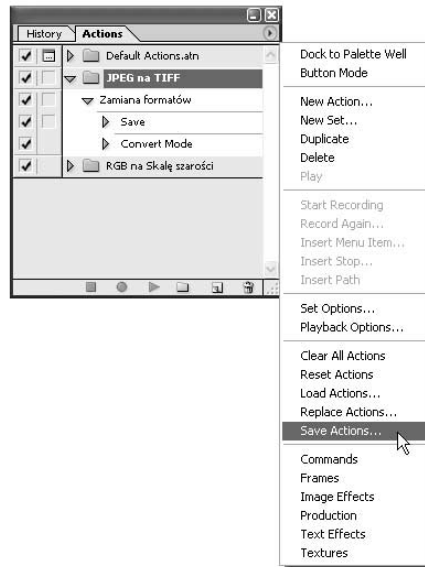 History
Actions
Default Actions.atn
JPEG na TIFF
Zamiana formatów
Save
Convert Mode
RGB na Skalę szarości
Dock to Palette Well
Button Mode
New Action...
New Set...
Duplicate
Delete
Play
Start Recording
Record Again...
Insert Menu Item...
Insert Stop...
Insert Path
Set Options...
Playback Options...
Clear All Actions
Reset Actions
Load Actions...
Replace Actions...
Save Actions...
Commands
Frames
Image Effects
Production
Text Effects
Textures